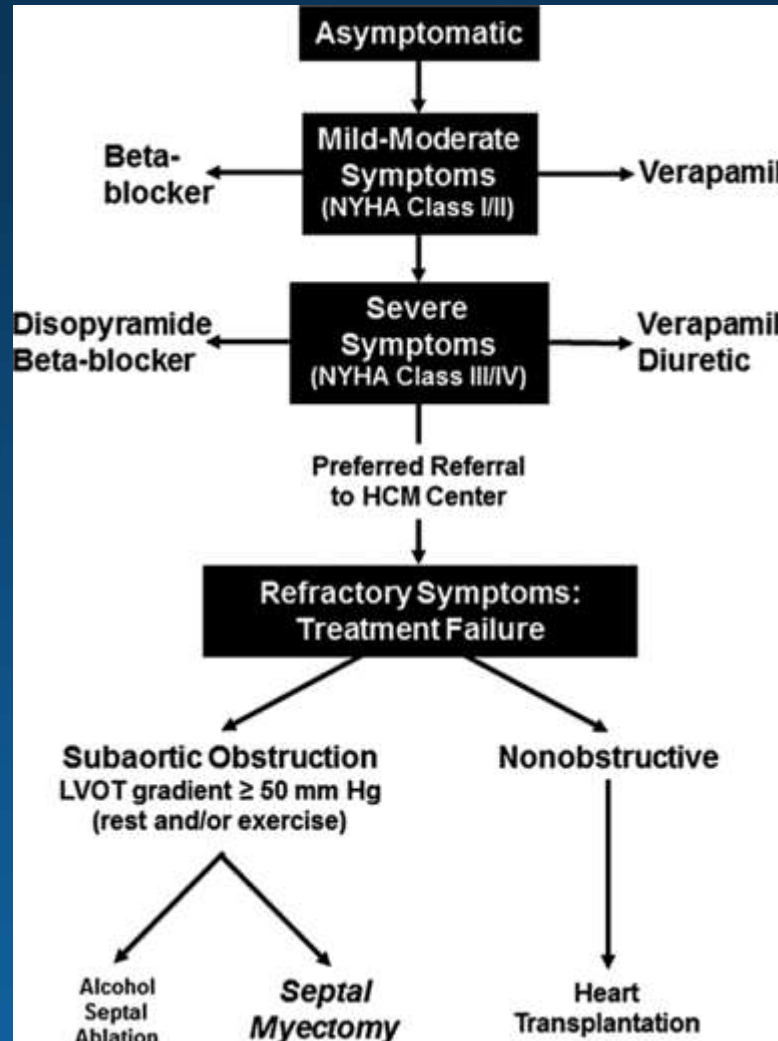 Asymptomatic
Mild-Moderate
Symptoms
(NYHA Class I/II)
Beta-
blocker
Verapamil
Severe
Symptoms
(NYHA Class III/IV)
Disopyramide
Beta-blocker
Verapamil
Diuretic
Preferred Referral
to HCM Center
Refractory Symptoms:
Treatment Failure
Subaortic Obstruction
LVOT gradient ≥ 50 mm Hg
(rest and/or exercise)
Nonobstructive
Alcohol
Septal
Ablation
Septal
Myectomy
Heart
Transplantation